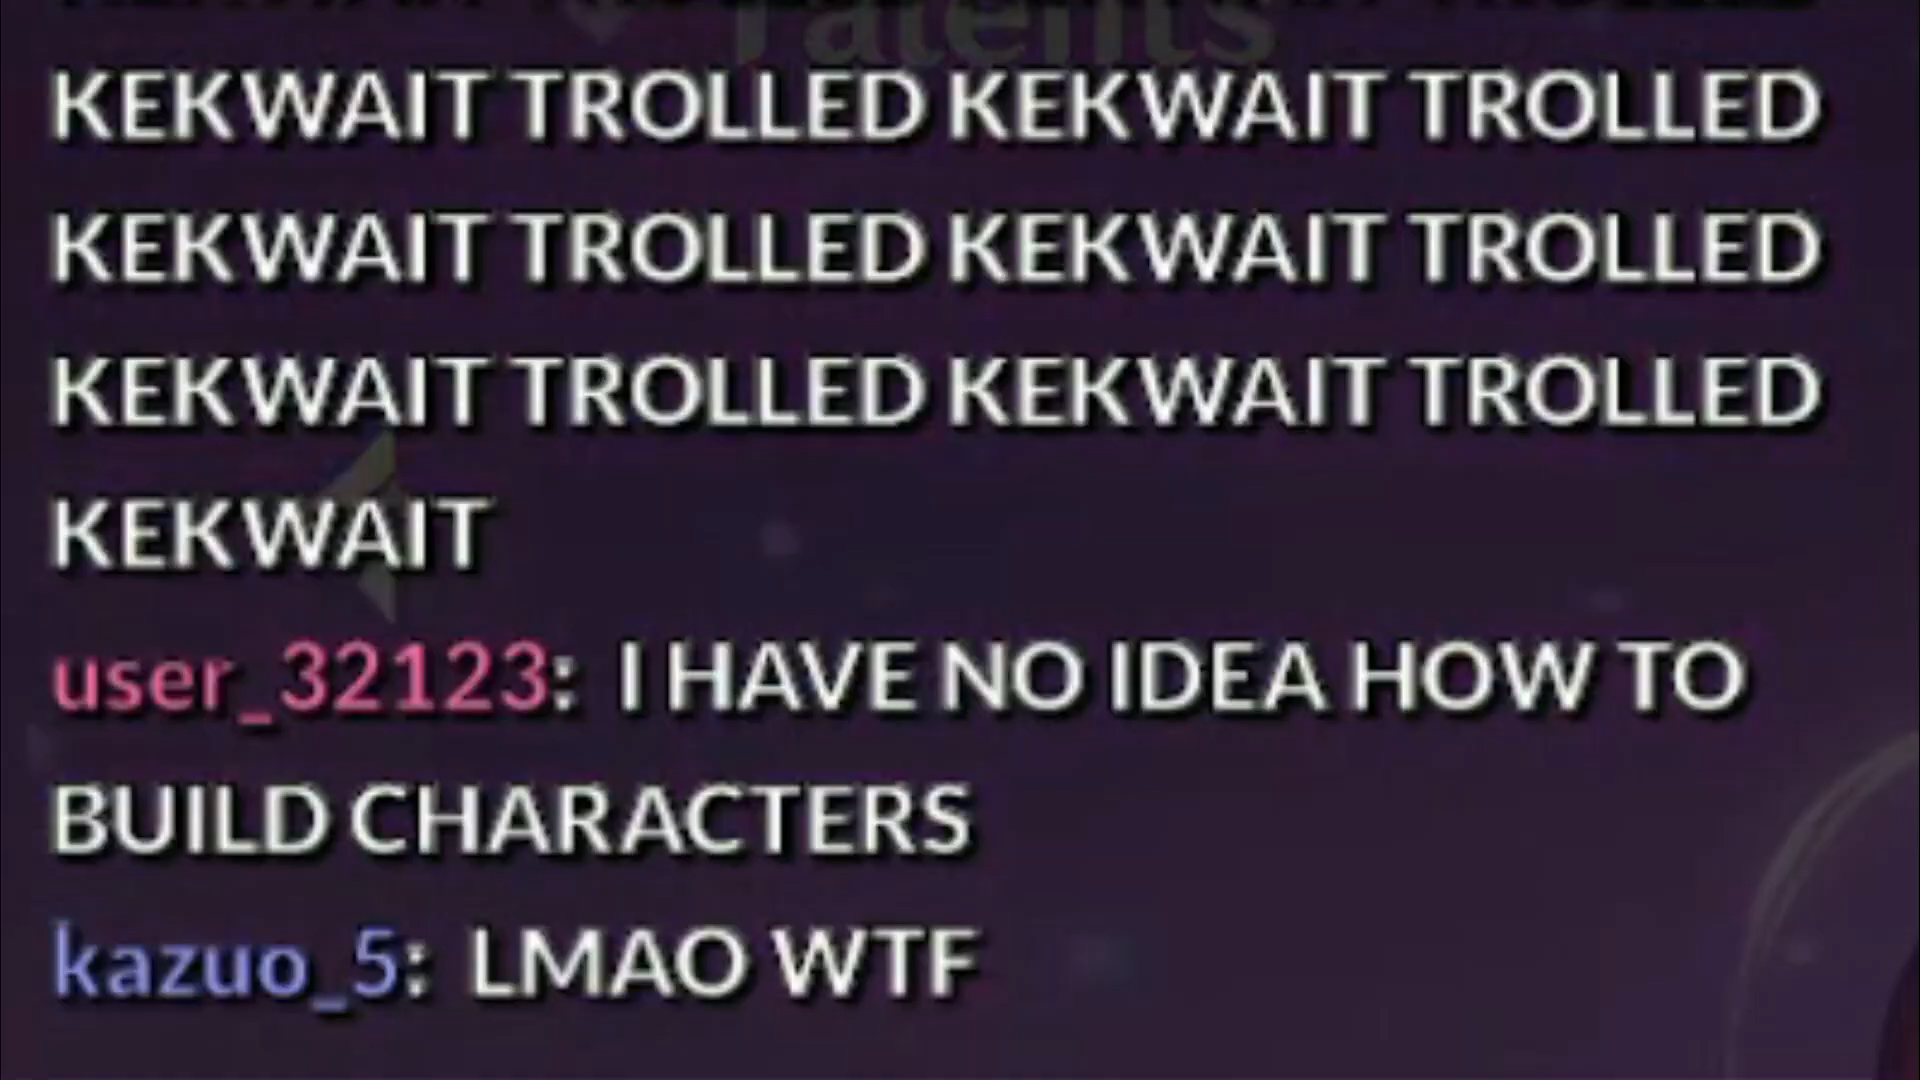 Talents
KEKWAIT TROLLED KEKWAIT TROLLED
KEKWAIT TROLLED KEKWAIT TROLLED
KEKWAIT TROLLED KEKWAIT TROLLED
KEKWAIT
user_32123: I HAVE NO IDEA HOW TO
BUILD CHARACTERS
kazuo_5: LMAO WTF